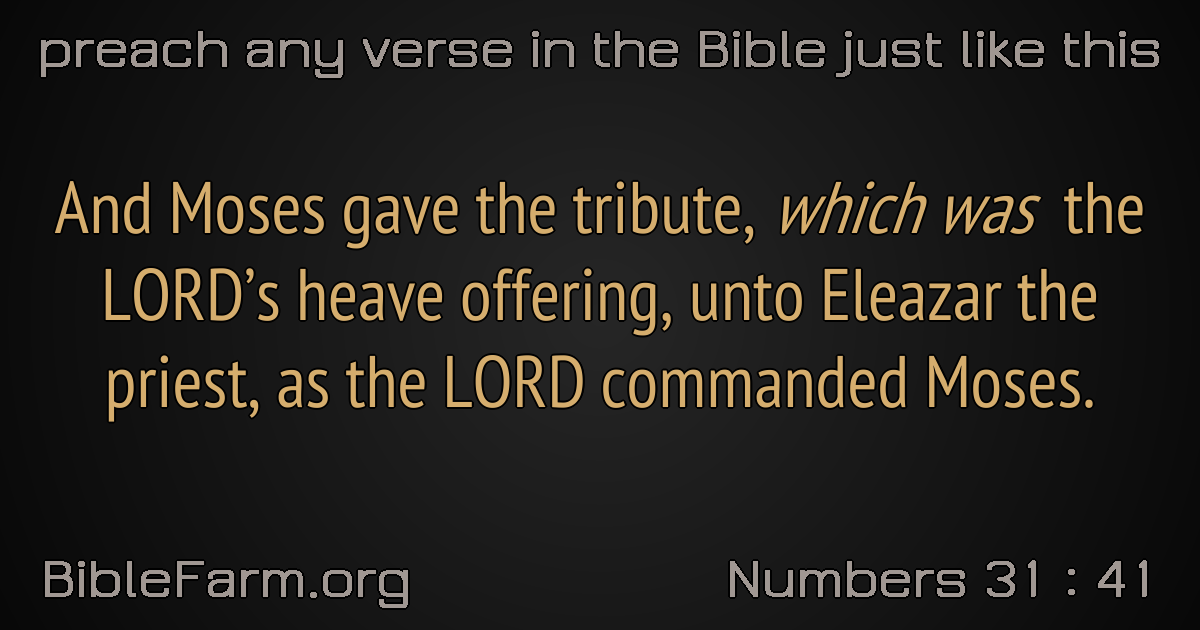 preach any verse in the Bible just like this
And Moses gave the tribute, which was the
LORD’s heave offering, unto Eleazar the
priest, as the LORD commanded Moses.
BibleFarm.org
Numbers 31 : 41